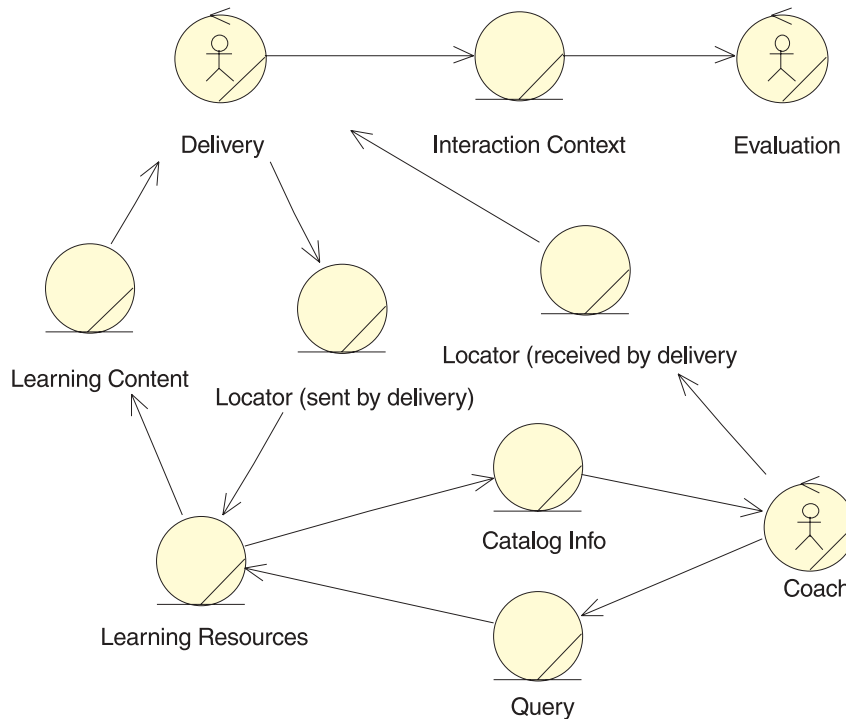 Delivery
Interaction Context
Evaluation
Learning Content
Locator (sent by delivery)
Locator (received by delivery
Catalog Info
Coach
Learning Resources
Query